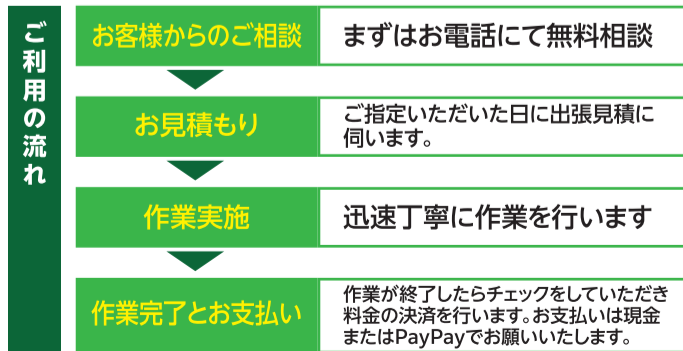 ご利用の流れ
お客様からのご相談
まずはお電話にて無料相談
お見積もり
ご指定いただいた日に出張見積に
伺います。
作業実施
迅速丁寧に作業を行います
作業完了とお支払い
作業が終了したらチェックをしていただき
料金の決済を行います。お支払いは現金
またはPayPayでお願いいたします。